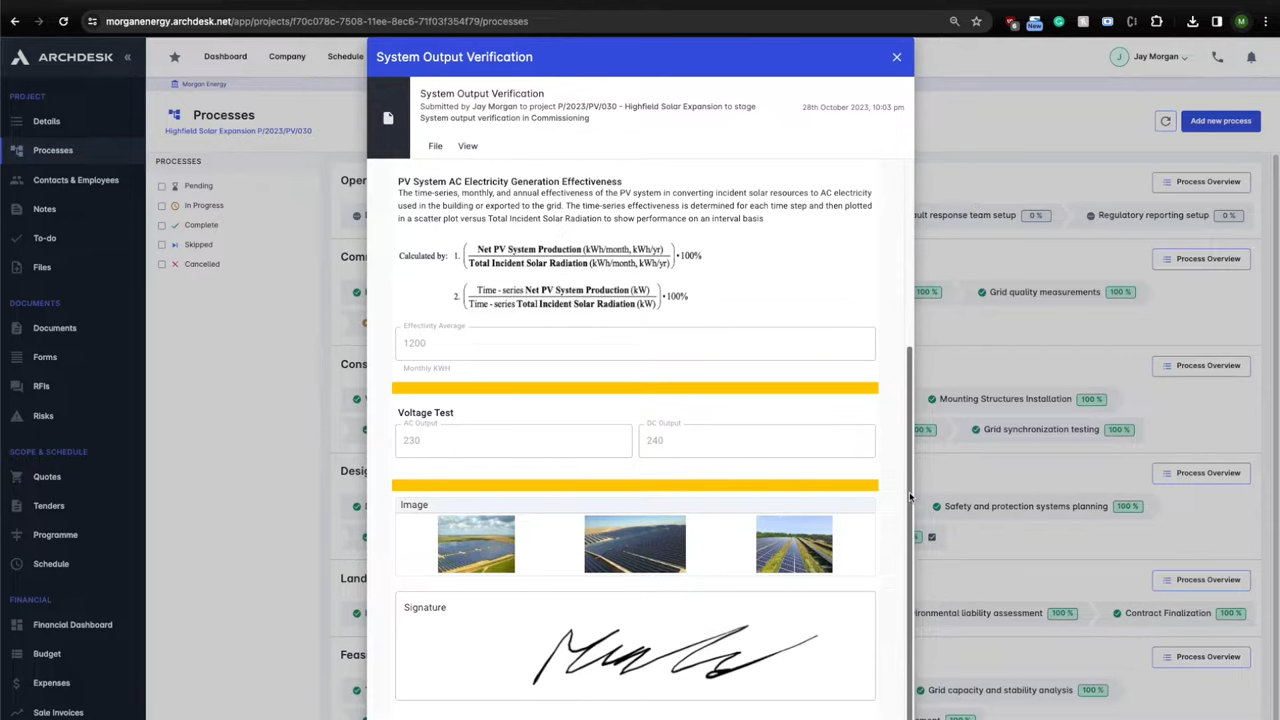 morganenergy.archdesk.net/app/projects/f70c078c-7508-11ee-8ec6-71f03f354f79/processes
6
New
M
ARCHDESK
«
Dashboard
Company
Schedule
System Output Verification
Jay Morgan
PROJECT
Details
Processes
Contacts & Employees
Notes
To-do
Files
DOCUMENTS
Documents
Forms
RFIs
Risks
SCOPE & SCHEDULE
Quotes
Tenders
Programme
Schedule
FINANCIAL
Financial Dashboard
Budget
Expenses
Sale Invoices
Morgan Energy
Processes
Highfield Solar Expansion P/2023/PV/030
PROCESSES
Pending
In Progress
Complete
Skipped
Cancelled
System Output Verification
Submitted by Jay Morgan to project P/2023/PV/030 - Highfield Solar Expansion to stage
System output verification in Commissioning
28th October 2023, 10:03 pm
File
View
PV System AC Electricity Generation Effectiveness
The time-series, monthly, and annual effectiveness of the PV system in converting incident solar resources to AC electricity
used in the building or exported to the grid. The time-series effectiveness is determined for each time step and then plotted
in a scatter plot versus Total Incident Solar Radiation to show performance on an interval basis
Calculated by: 1. (Net PV System Production (kWh/month, kWh/yr)
Total Incident Solar Radiation (kWh/month, kWh/yr)) •100%
2. (Time - series Net PV System Production (kW)
Time - series Total Incident Solar Radiation (kW)) •100%
Effectivity Average
1200
Monthly KWH
Voltage Test
AC Output
230
DC Output
240
Image
Signature
Add new process
Process Overview
ult response team setup 0 %
Regulatory reporting setup 0 %
Process Overview
100 %
Grid quality measurements 100 %
Process Overview
Mounting Structures Installation 100 %
Grid synchronization testing 100 %
Process Overview
Safety and protection systems planning 100 %
Process Overview
ronmental liability assessment 100 %
Contract Finalization 100 %
Process Overview
Grid capacity and stability analysis 100 %
Oper
Com
Cons
Desig
Land
Feas